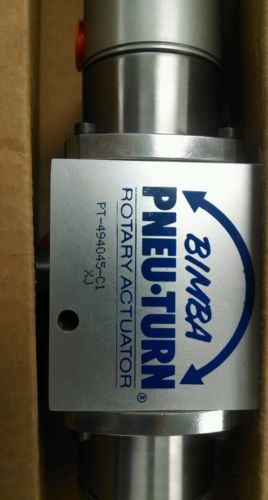 BIMBA
PNEU-TURN®
ROTARY ACTUATOR
PT-494045-C1
XJ